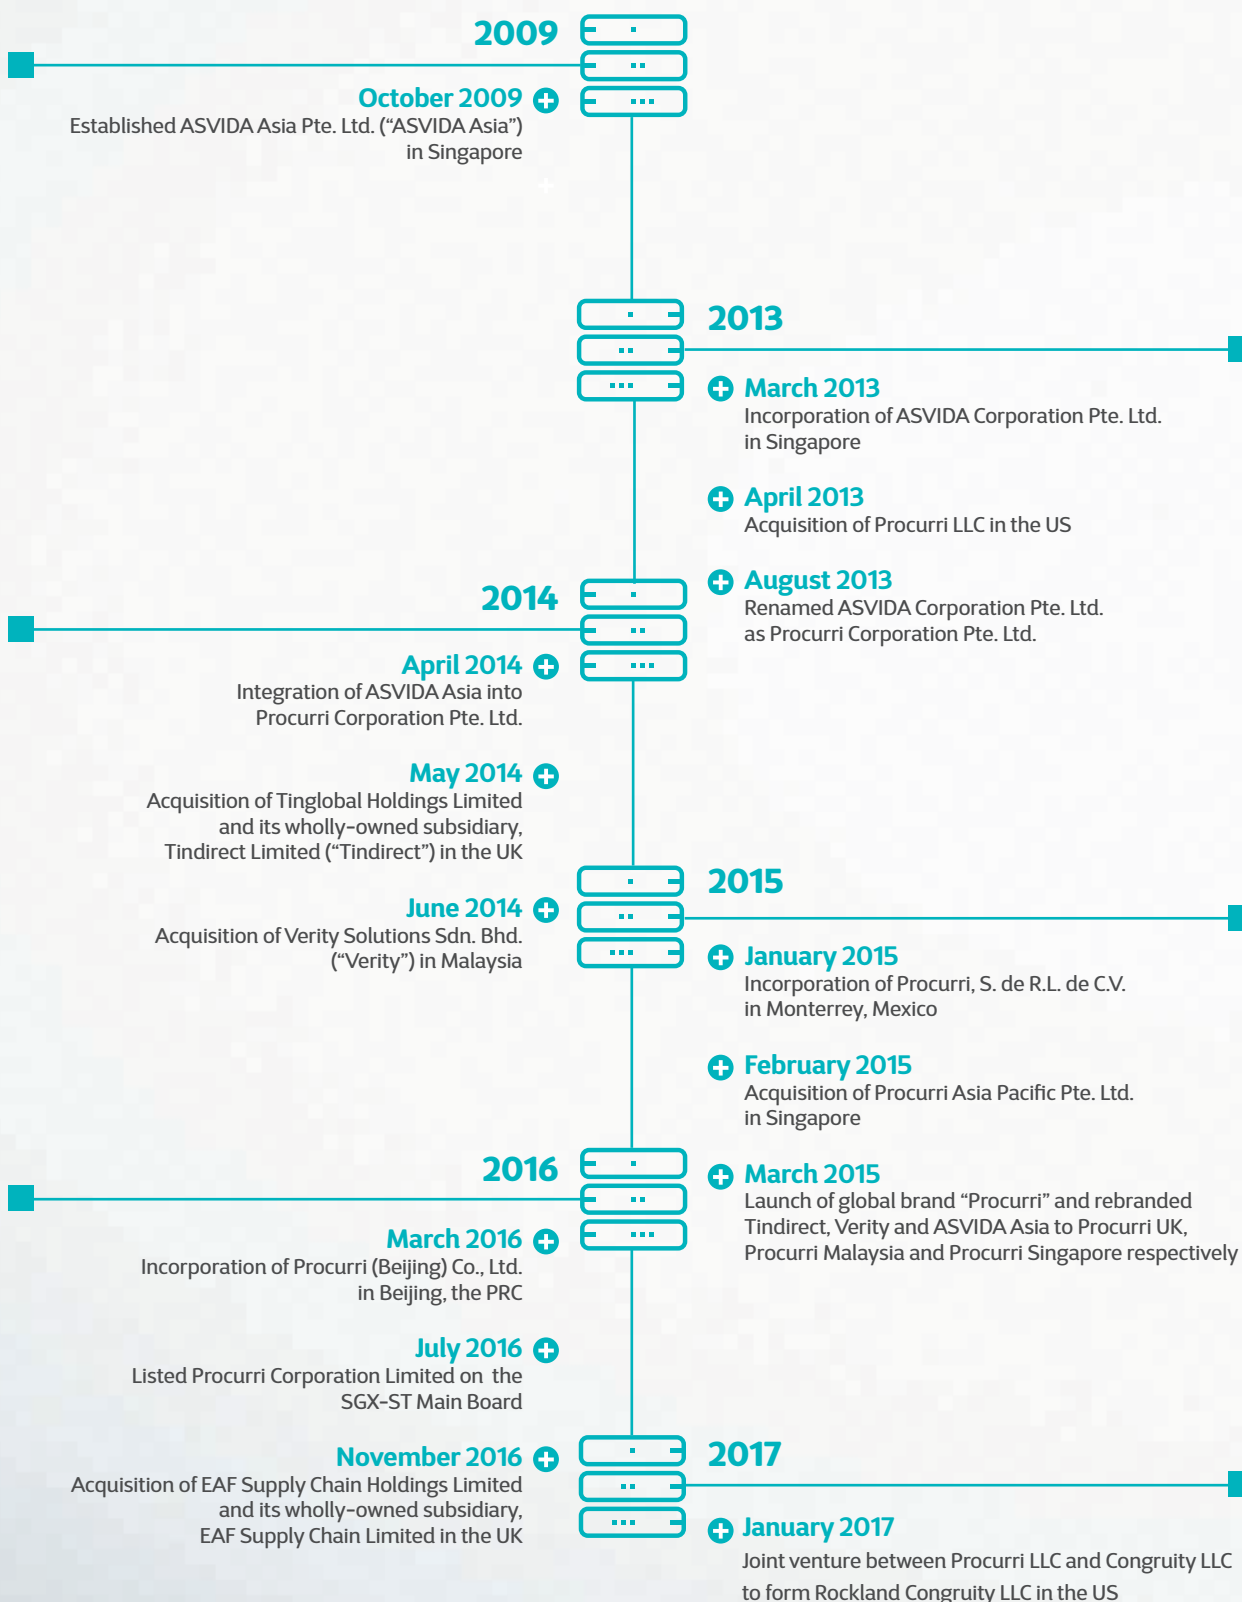 2009
October 2009
Established ASVIDA Asia Pte. Ltd. (“ASVIDA Asia”)
in Singapore
2013
March 2013
Incorporation of ASVIDA Corporation Pte. Ltd.
in Singapore
April 2013
Acquisition of Procurri LLC in the US
August 2013
Renamed ASVIDA Corporation Pte. Ltd.
as Procurri Corporation Pte. Ltd.
2014
April 2014
Integration of ASVIDA Asia into
Procurri Corporation Pte. Ltd.
May 2014
Acquisition of Tinglobal Holdings Limited
and its wholly-owned subsidiary,
Tindirect Limited (“Tindirect”) in the UK
June 2014
Acquisition of Verity Solutions Sdn. Bhd.
(“Verity”) in Malaysia
2015
January 2015
Incorporation of Procurri, S. de R.L. de C.V.
in Monterrey, Mexico
February 2015
Acquisition of Procurri Asia Pacific Pte. Ltd.
in Singapore
March 2015
Launch of global brand “Procurri” and rebranded
Tindirect, Verity and ASVIDA Asia to Procurri UK,
Procurri Malaysia and Procurri Singapore respectively
2016
March 2016
Incorporation of Procurri (Beijing) Co., Ltd.
in Beijing, the PRC
July 2016
Listed Procurri Corporation Limited on the
SGX-ST Main Board
November 2016
Acquisition of EAF Supply Chain Holdings Limited
and its wholly-owned subsidiary,
EAF Supply Chain Limited in the UK
2017
January 2017
Joint venture between Procurri LLC and Congruity LLC
to form Rockland Congruity LLC in the US